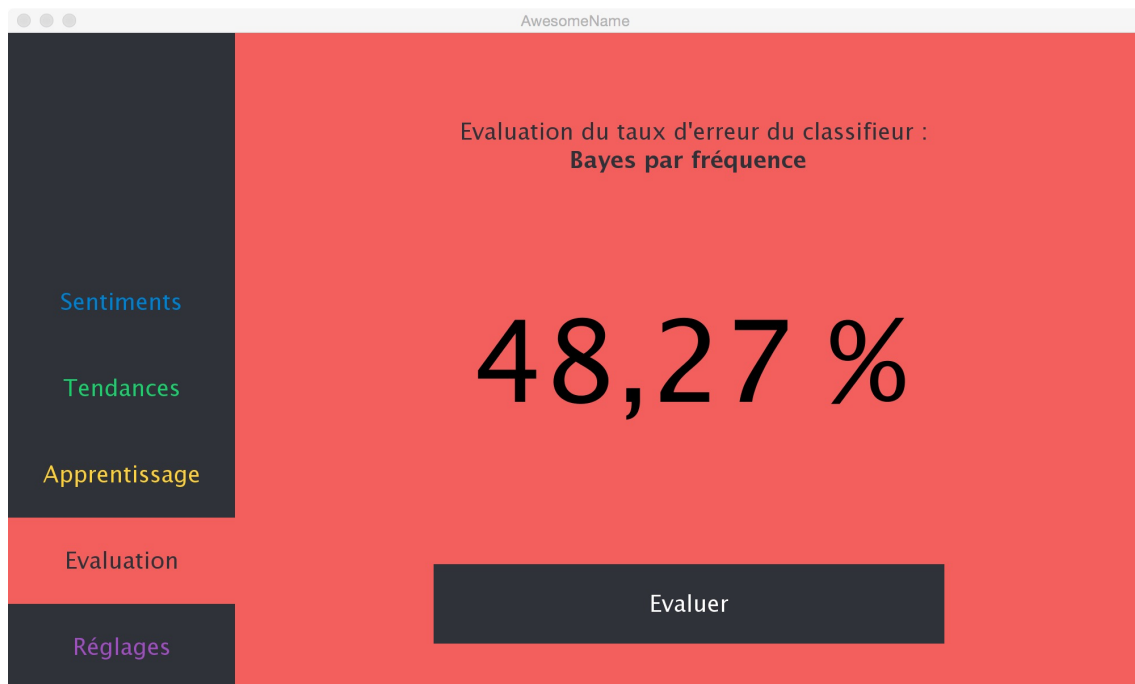 AwesomeName
Evaluation du taux d'erreur du classifieur :
Bayes par fréquence
Sentiments
48,27 %
Tendances
Apprentissage
Evaluation
Evaluer
Réglages